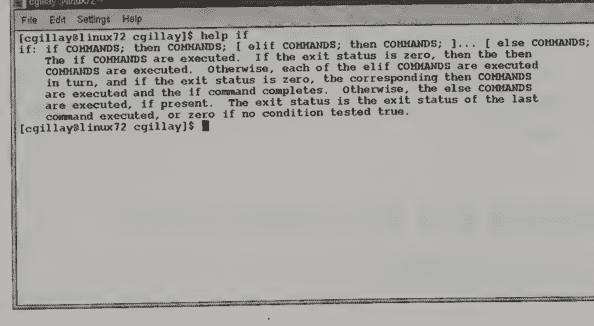 File Edit Settings Help
[cgillay@linux72 cgillay]$ help if
if: if COMMANDS; then COMMANDS; [ elif COMMANDS; then COMMANDS; ]... [ else COMMANDS;
The if COMMANDS are executed. If the exit status is zero, then the then
COMMANDS are executed. Otherwise, each of the elif COMMANDS are executed
in turn, and if the exit status is zero, the corresponding then COMMANDS
are executed and the if command completes. Otherwise, the else COMMANDS
are executed, if present. The exit status is the exit status of the last
command executed, or zero if no condition tested true.
[cgillay@linux72 cgillay]$